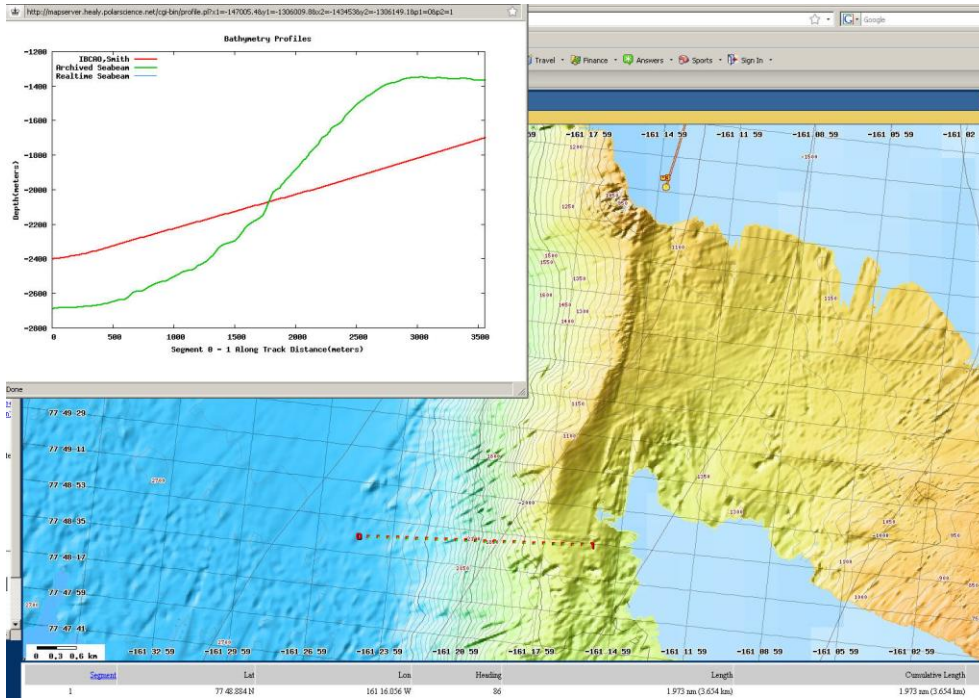 http://mapserver.healy.polarscience.net/cgi-bin/profile.pl?x1=-147005.4&y1=-1306009.8&x2=-143453&y2=-1306149.1&p1=0&p2=1
Google
Travel Finance Answers Sports Sign In
Bathymetry Profiles
IBCAO,Smith
Archived Seabeam
Realtime Seabeam
-1200
-1400
-1600
-1800
-2000
-2200
-2400
-2600
-2800
Depth(meters)
0 500 1000 1500 2000 2500 3000 3500
Segment 0 - 1 Along Track Distance(meters)
Done
-161 17 59 -161 14 59 -161 11 59 -161 08 59 -161 05 59 -161 02
77 49 29
77 49 11
77 48 53
77 48 35
77 48 17
77 47 59
77 47 41
0 1
-161 32 59 -161 29 59 -161 26 59 -161 23 59 -161 20 59 -161 17 59 -161 14 59 -161 11 59 -161 08 59 -161 05 59 -161 02 59
0 0.3 0.6 km
Segment Lat Lon Heading Length Cumulative Length
1 77 48.884 N 161 16.056 W 86 1.973 nm (3.654 km) 1.973 nm (3.654 km)